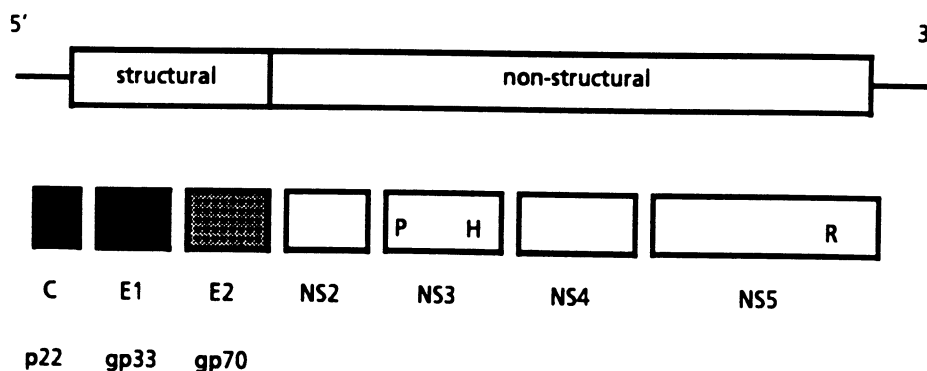 5′
3
structural non-structural
P H R
C E1 E2 NS2 NS3 NS4 NS5
p22 gp33 gp70